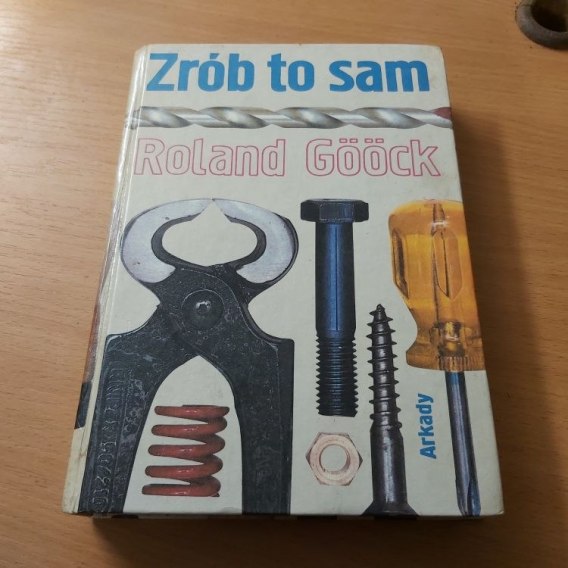 Zrób to sam
Roland Gööck
Arkady